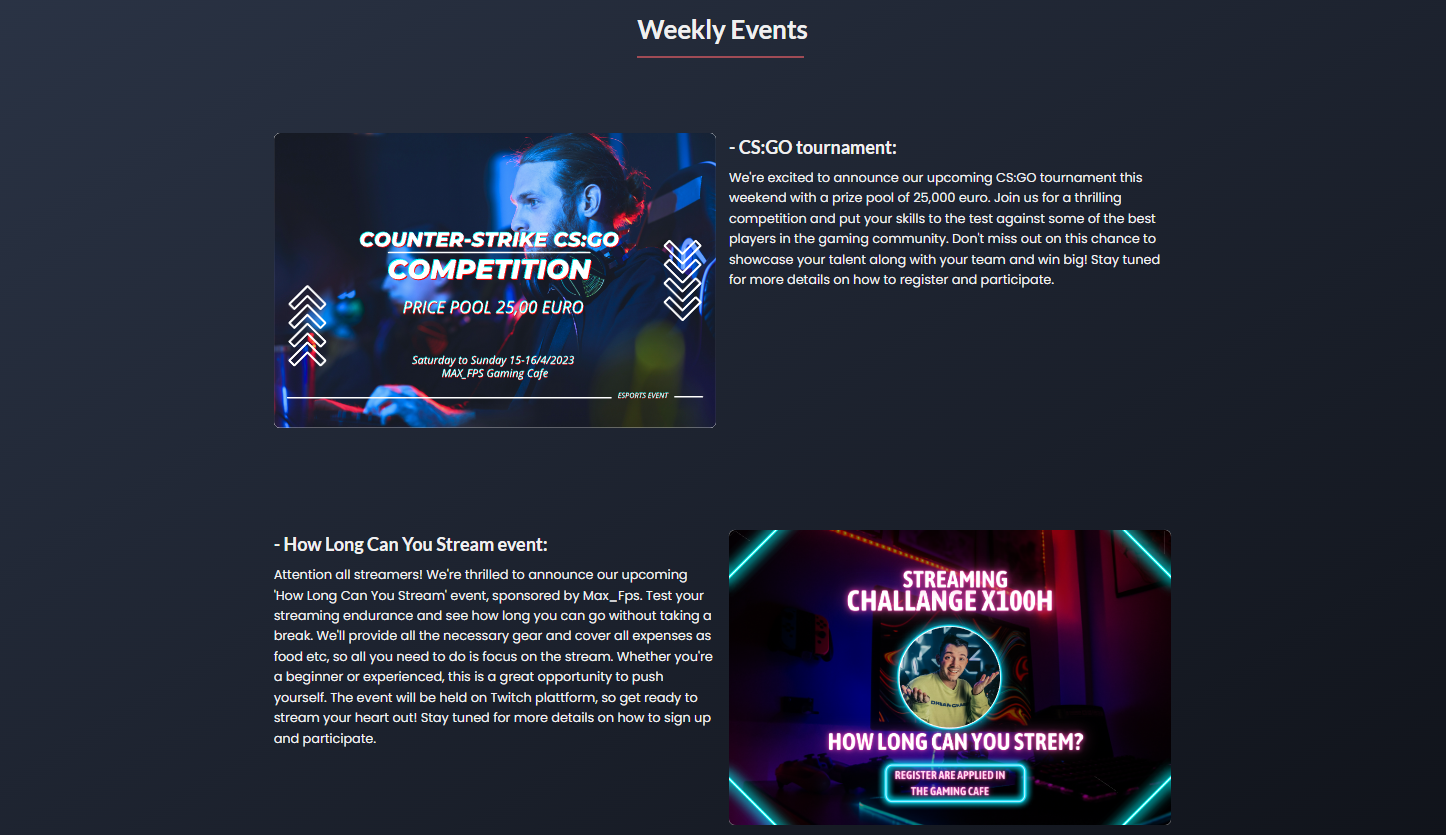 Weekly Events
COUNTER-STRIKE CS:GO
COMPETITION
PRICE POOL 25,00 EURO
Saturday to Sunday 15-16/4/2023
MAX_FPS Gaming Cafe
ESPORTS EVENT
- CS:GO tournament:
We're excited to announce our upcoming CS:GO tournament this
weekend with a prize pool of 25,000 euro. Join us for a thrilling
competition and put your skills to the test against some of the best
players in the gaming community. Don't miss out on this chance to
showcase your talent along with your team and win big! Stay tuned
for more details on how to register and participate.
- How Long Can You Stream event:
Attention all streamers! We're thrilled to announce our upcoming
'How Long Can You Stream' event, sponsored by Max_Fps. Test your
streaming endurance and see how long you can go without taking a
break. We'll provide all the necessary gear and cover all expenses as
food etc, so all you need to do is focus on the stream. Whether you're
a beginner or experienced, this is a great opportunity to push
yourself. The event will be held on Twitch plattform, so get ready to
stream your heart out! Stay tuned for more details on how to sign up
and participate.
STREAMING
CHALLANGE X100H
HOW LONG CAN YOU STREM?
REGISTER ARE APPLIED IN
THE GAMING CAFE